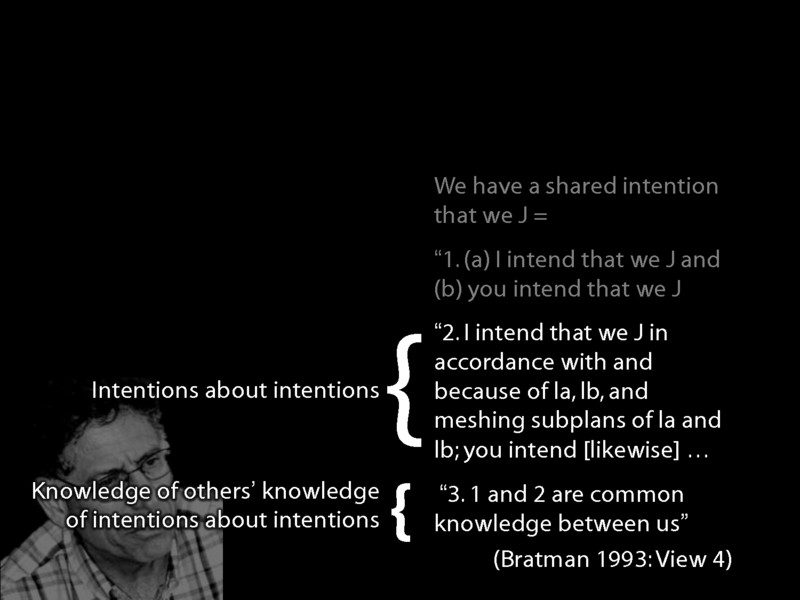 We have a shared intention
that we J =
“1. (a) I intend that we J and
(b) you intend that we J
“2. I intend that we J in
accordance with and
because of la, lb, and
meshing subplans of la and
lb; you intend [likewise] …
Intentions about intentions
“3. 1 and 2 are common
knowledge between us”
Knowledge of others’ knowledge
of intentions about intentions
(Bratman 1993: View 4)